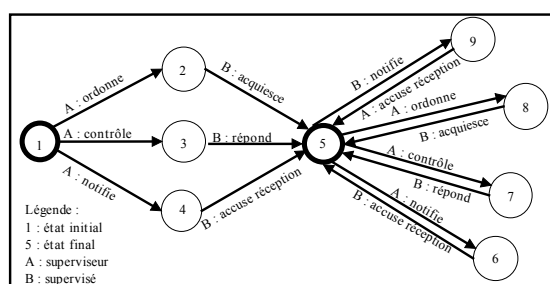 9
B : notifie
A : accuse réception
2
A : ordonne
B : acquiesce
A : ordonne
8
B : acquiesce
1
A : contrôle
3
B : répond
5
A : contrôle
B : répond
7
A : notifie
4
B : accuse réception
A : notifie
B : accuse réception
6
Légende :
1 : état initial
5 : état final
A : superviseur
B : supervisé